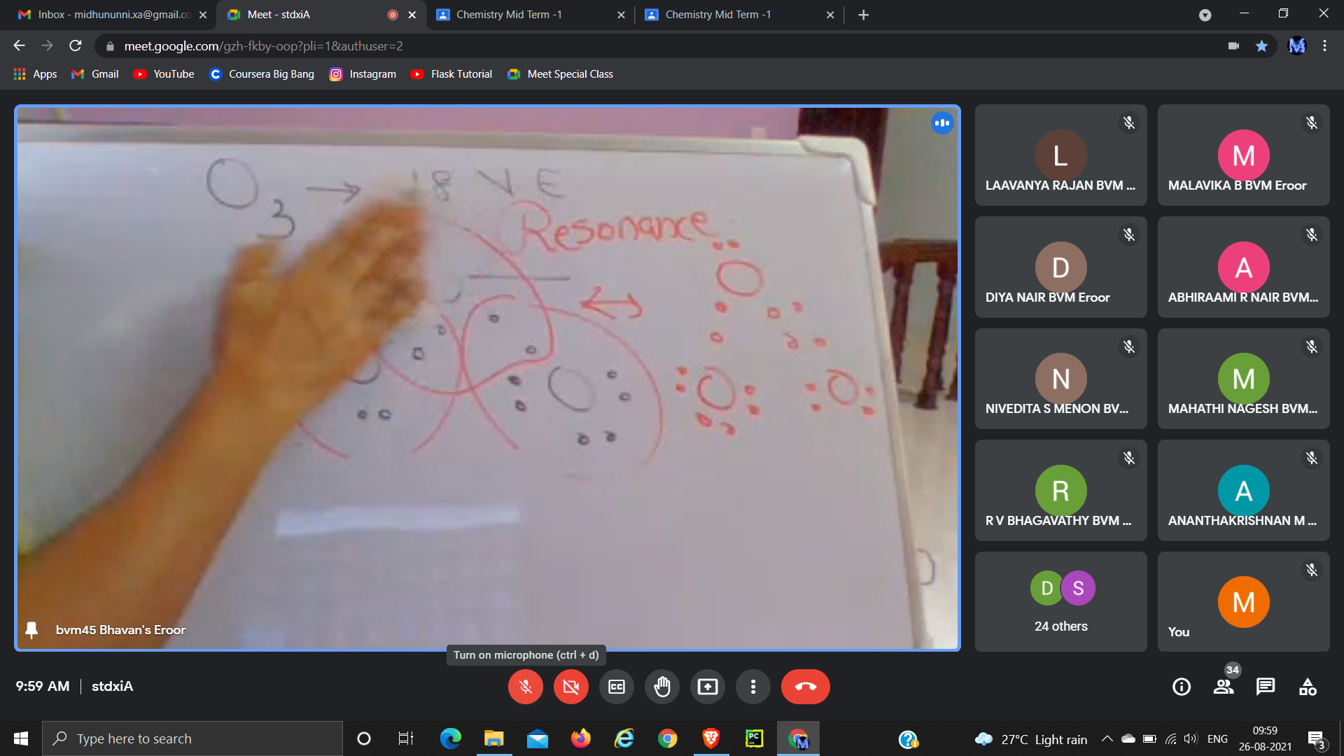 Inbox - midhununni.xa@gmail.co
Meet - stdxiA
Chemistry Mid Term -1
Chemistry Mid Term -1
meet.google.com/gzh-fkby-oop?pli=1&authuser=2
Apps
Gmail
YouTube
Coursera Big Bang
Instagram
Flask Tutorial
Meet Special Class
O3 → 18 V E
Resonance
bvm45 Bhavan's Eroor
L
LAAVANYA RAJAN BVM ...
M
MALAVIKA B BVM Eroor
D
DIYA NAIR BVM Eroor
A
ABHIRAAMI R NAIR BVM...
N
NIVEDITA S MENON BV...
M
MAHATHI NAGESH BVM...
R
R V BHAGAVATHY BVM ...
A
ANANTHAKRISHNAN M ...
D S
24 others
M
You
Turn on microphone (ctrl + d)
9:59 AM | stdxiA
34
Type here to search
27°C Light rain
ENG
09:59
26-08-2021
3